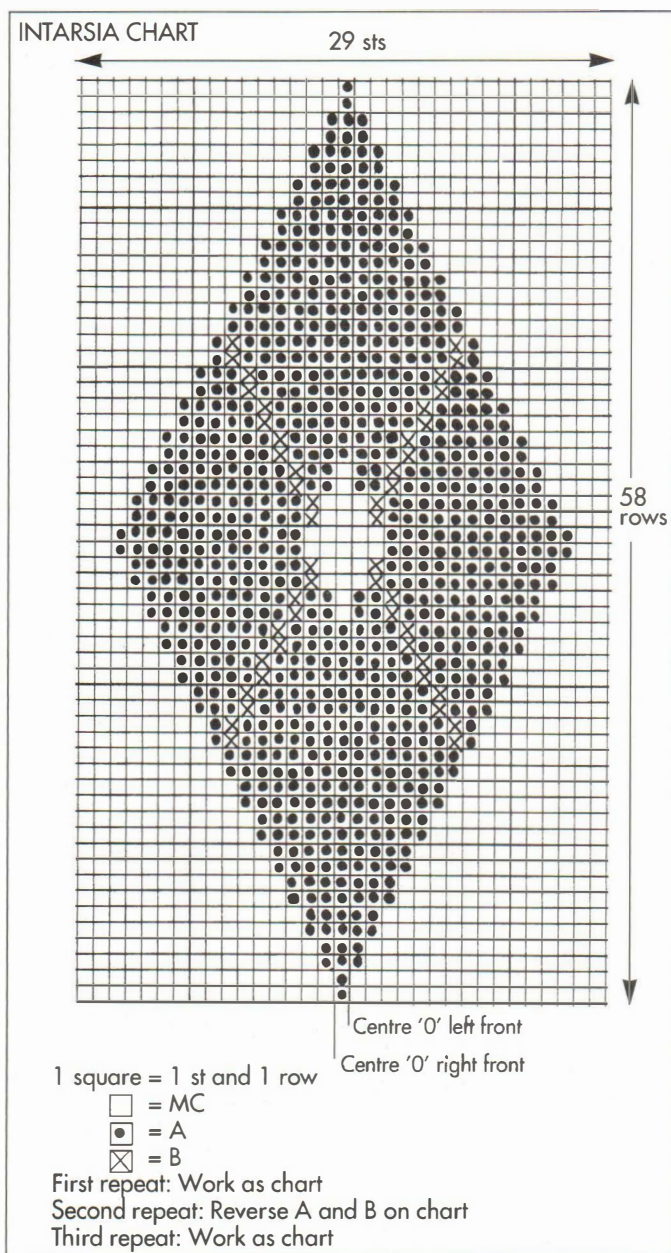 INTARSIA CHART
29 sts
58
rows
Centre '0' left front
Centre '0' right front
1 square = 1 st and 1 row
= MC
= A
= B
First repeat: Work as chart
Second repeat: Reverse A and B on chart
Third repeat: Work as chart